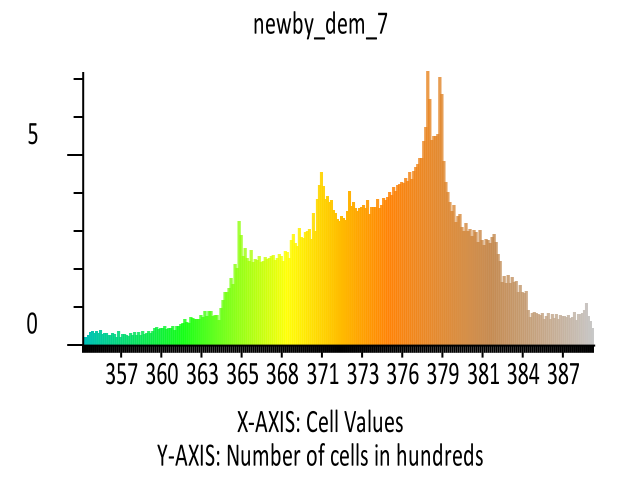 newby_dem_7
5
0
357 360 363 365 368 371 373 376 379 381 384 387
X-AXIS: Cell Values
Y-AXIS: Number of cells in hundreds